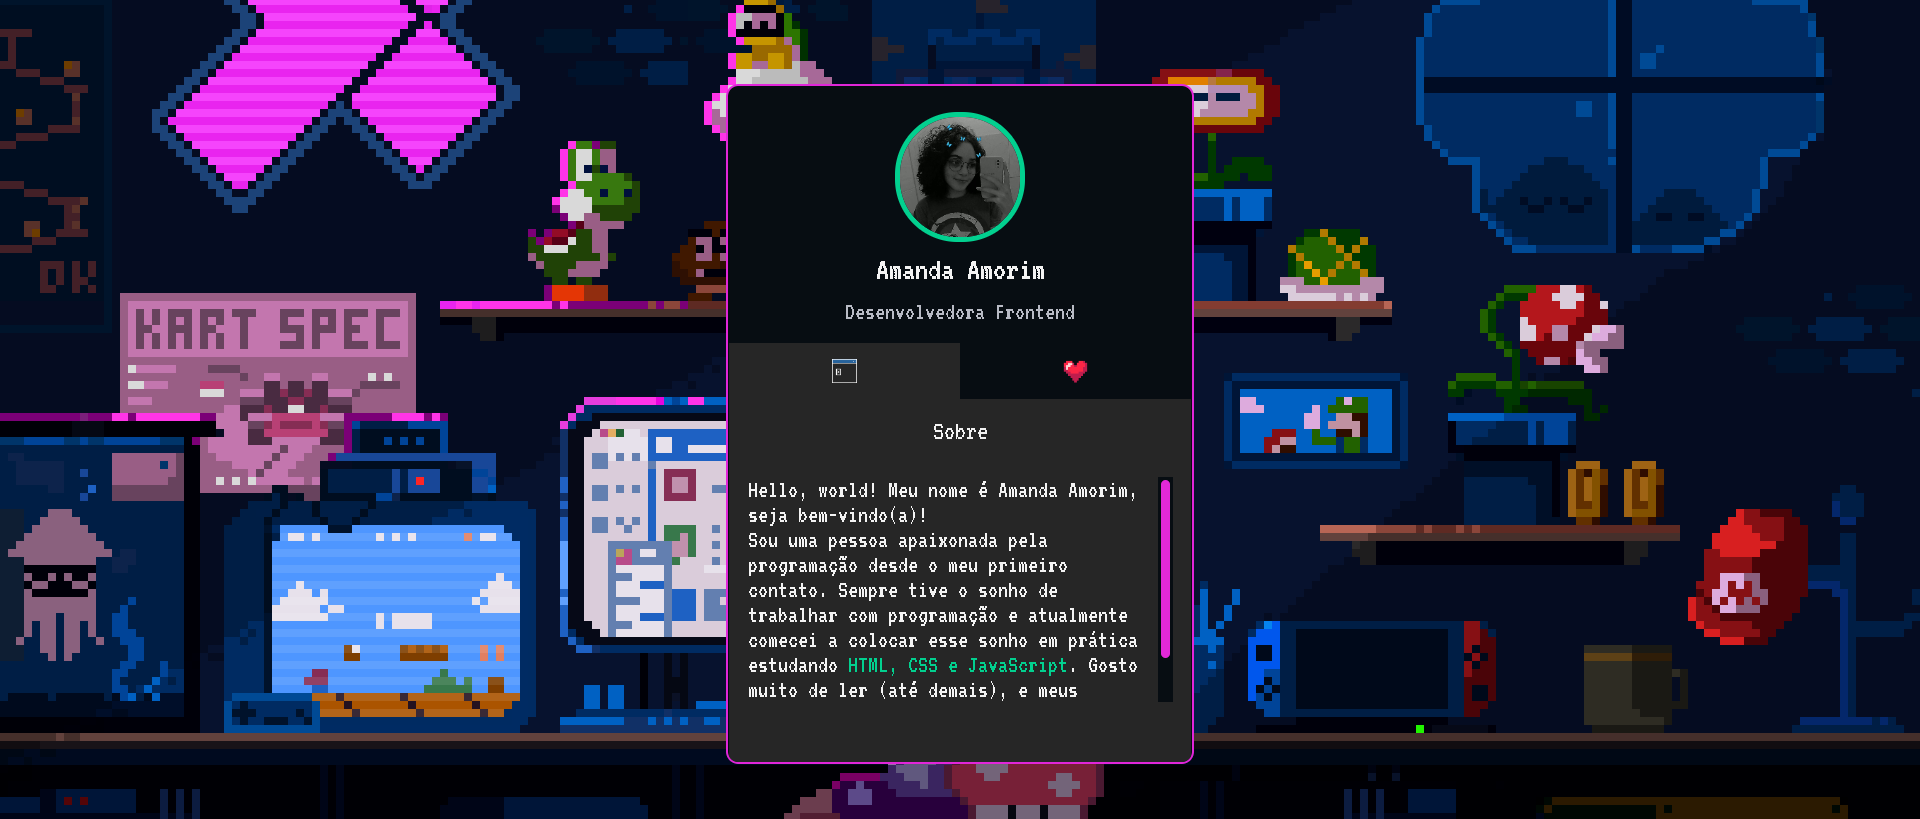 OK
KART SPEC
Amanda Amorim
Desenvolvedora Frontend
Sobre
Hello, world! Meu nome é Amanda Amorim,
seja bem-vindo(a)!
Sou uma pessoa apaixonada pela
programação desde o meu primeiro
contato. Sempre tive o sonho de
trabalhar com programação e atualmente
comecei a colocar esse sonho em prática
estudando HTML, CSS e JavaScript. Gosto
muito de ler (até demais), e meus